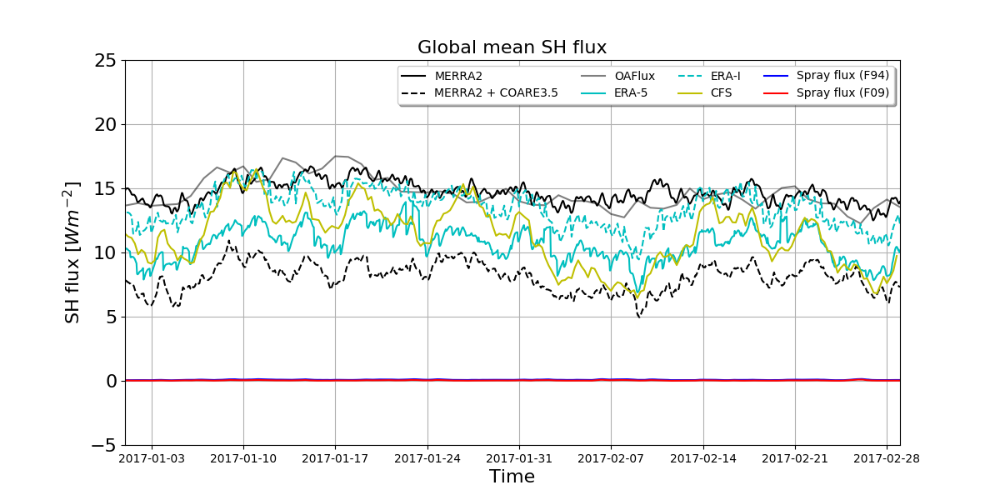 Global mean SH flux
MERRA2
MERRA2 + COARE3.5
OAFlux
ERA-5
ERA-I
CFS
Spray flux (F94)
Spray flux (F09)
SH flux [Wm⁻²]
25
20
15
10
5
0
−5
2017-01-03 2017-01-10 2017-01-17 2017-01-24 2017-01-31 2017-02-07 2017-02-14 2017-02-21 2017-02-28
Time